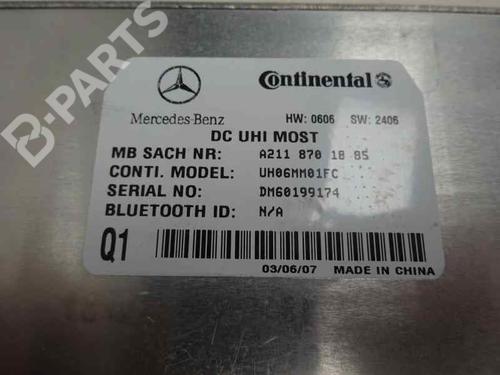 B-PARTS
Continental
Mercedes-Benz HW: 0606 SW: 2406
DC UHI MOST
MB SACH NR: A211 870 18 85
CONTI. MODEL: UH06MM01FC
SERIAL NO: DM60199174
BLUETOOTH ID: N/A
Q1
03/06/07 MADE IN CHINA